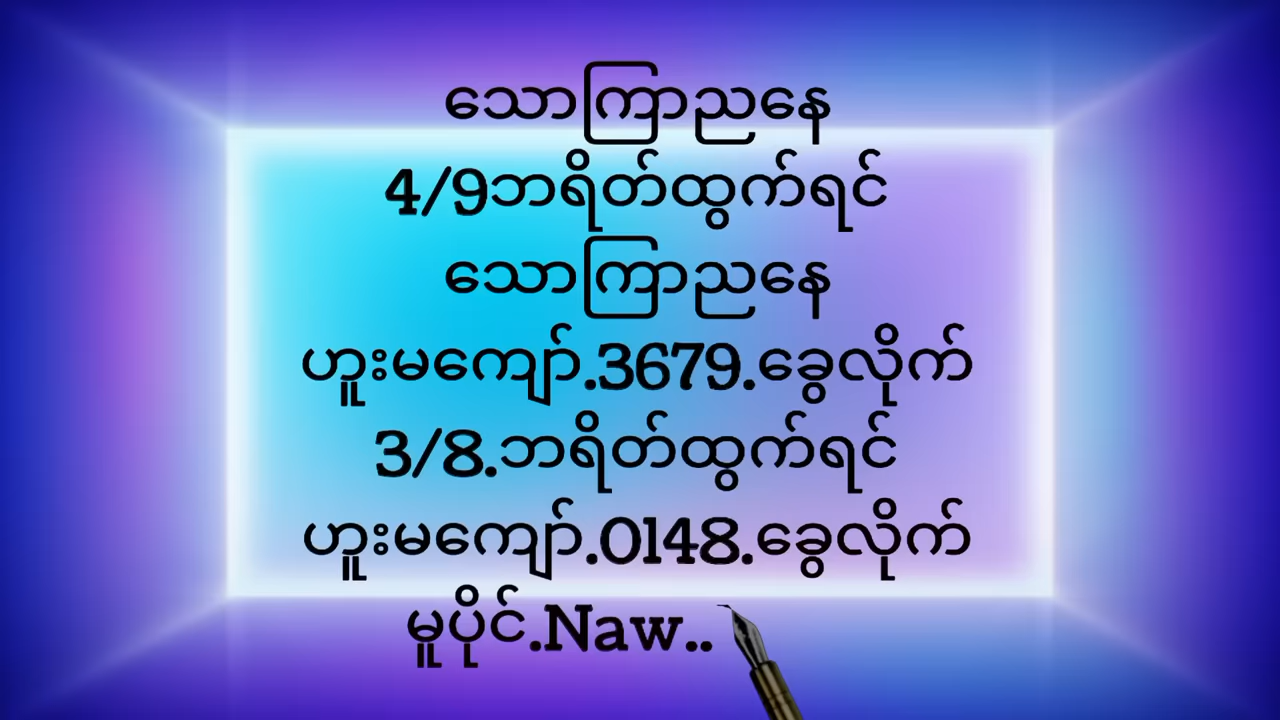 သောကြာညနေ
4/9ဘရိတ်ထွက်ရင်
သောကြာညနေ
ဟူးမကျော်.3679.ခွေလိုက်
3/8.ဘရိတ်ထွက်ရင်
ဟူးမကျော်.0148.ခွေလိုက်
မူပိုင်.Naw..